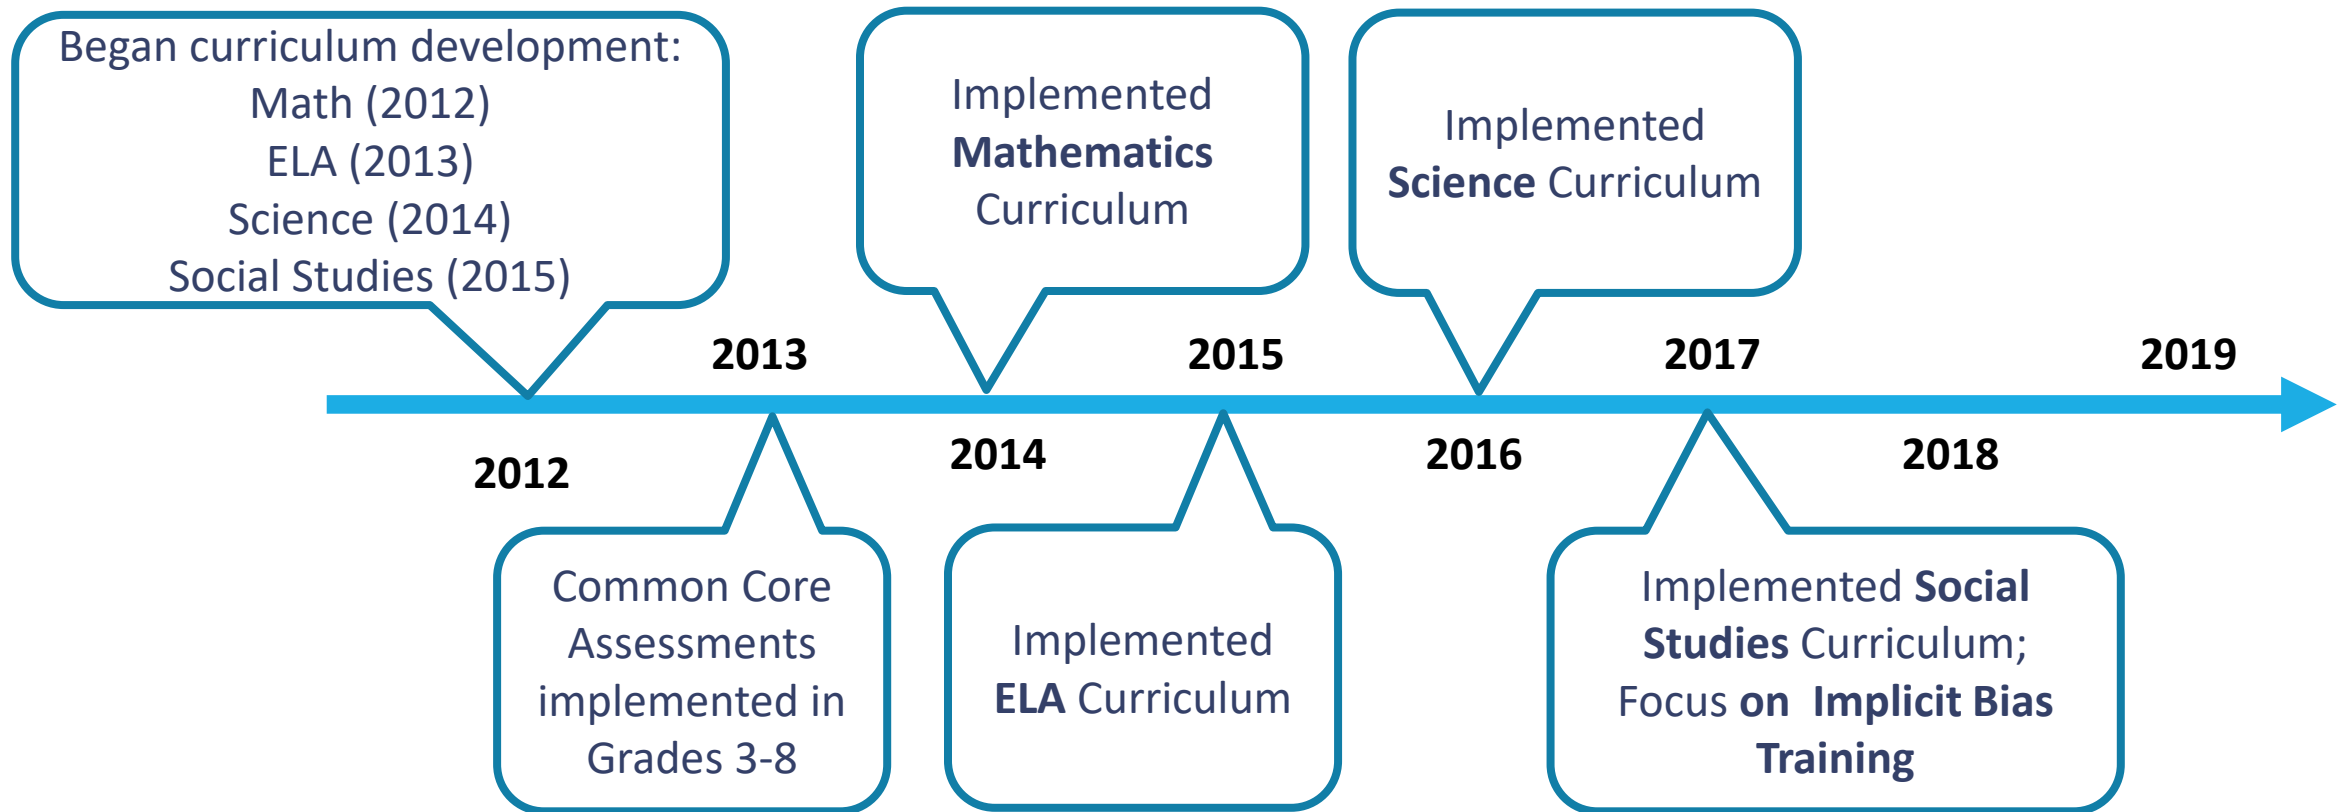 Began curriculum development:
Math (2012)
ELA (2013)
Science (2014)
Social Studies (2015)
Implemented
Mathematics
Curriculum
Implemented
Science Curriculum
2013
2015
2017
2019
2012
2014
2016
2018
Common Core
Assessments
implemented in
Grades 3-8
Implemented
ELA Curriculum
Implemented Social
Studies Curriculum;
Focus on  Implicit Bias
Training